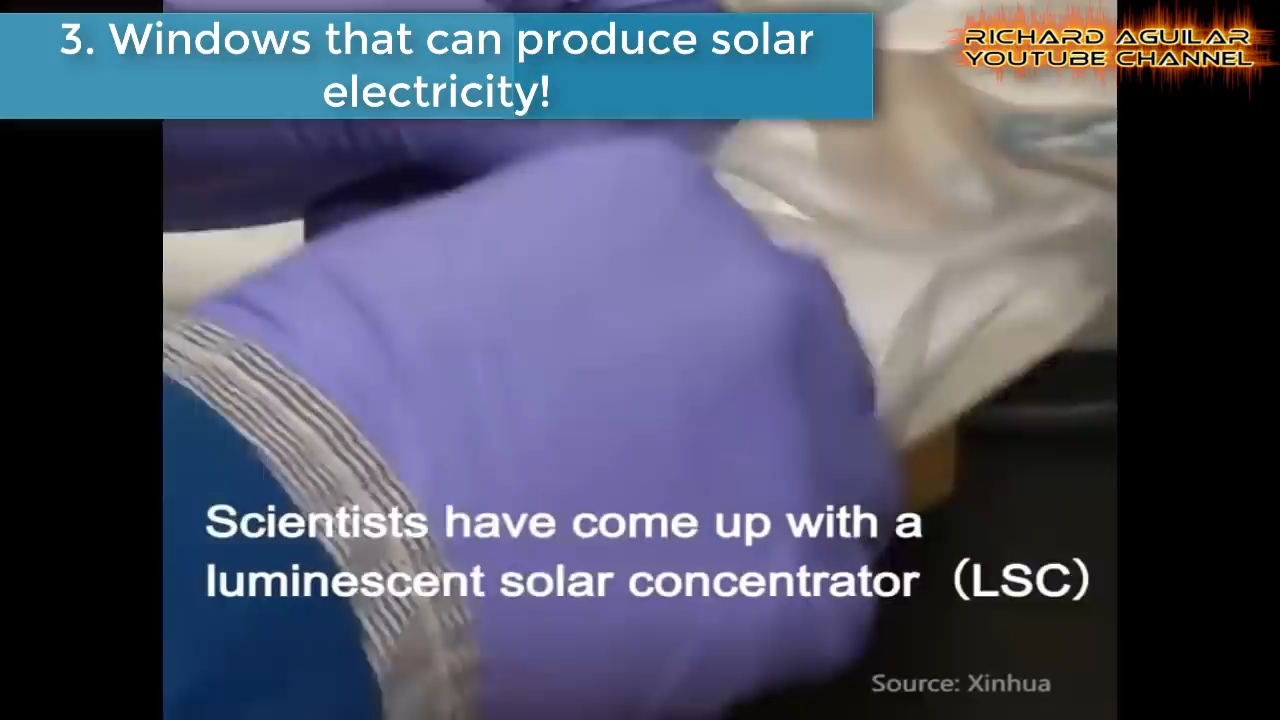 3. Windows that can produce solar
electricity!
RICHARD AGUILAR
YOUTUBE CHANNEL
Scientists have come up with a
luminescent solar concentrator（LSC）
Source: Xinhua